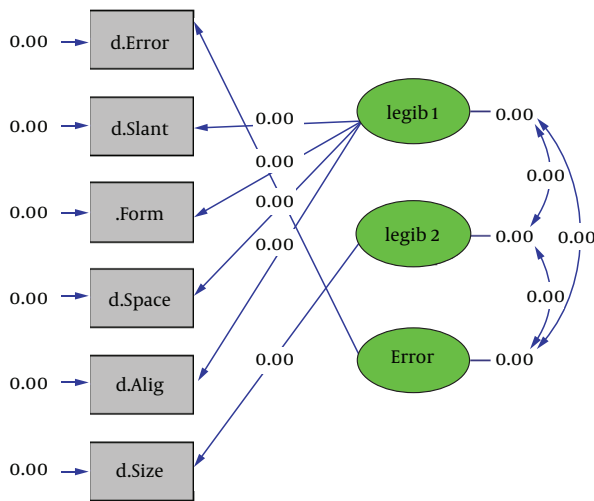 0.00 d.Error
0.00 d.Slant
0.00 .Form
0.00 d.Space
0.00 d.Alig
0.00 d.Size
0.00
0.00
0.00
0.00
0.00
legib 1 0.00
legib 2 0.00
Error 0.00
0.00
0.00
0.00